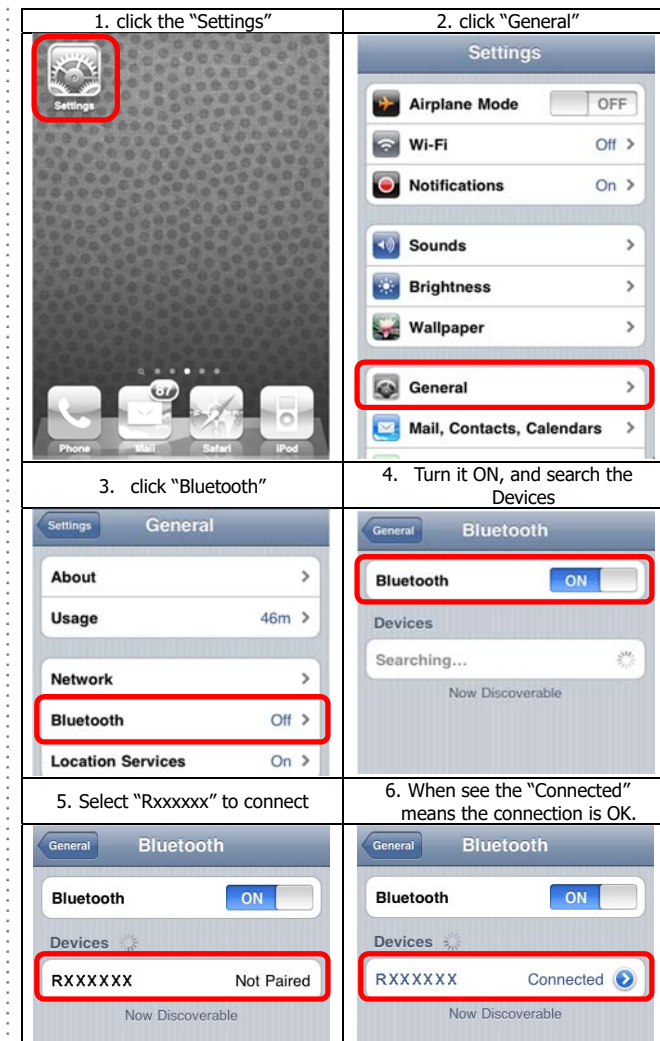 1. click the “Settings”
Settings
87
Phone
Mail
Safari
iPod
2. click “General”
Settings
Airplane Mode OFF
Wi-Fi Off
Notifications On
Sounds
Brightness
Wallpaper
General
Mail, Contacts, Calendars
3. click “Bluetooth”
Settings General
About
Usage 46m
Network
Bluetooth Off
Location Services On
4. Turn it ON, and search the
Devices
General Bluetooth
Bluetooth ON
Devices
Searching...
Now Discoverable
5. Select “Rxxxxxx” to connect
General Bluetooth
Bluetooth ON
Devices
RXXXXXX Not Paired
Now Discoverable
6. When see the “Connected”
means the connection is OK.
General Bluetooth
Bluetooth ON
Devices
RXXXXXX Connected
Now Discoverable